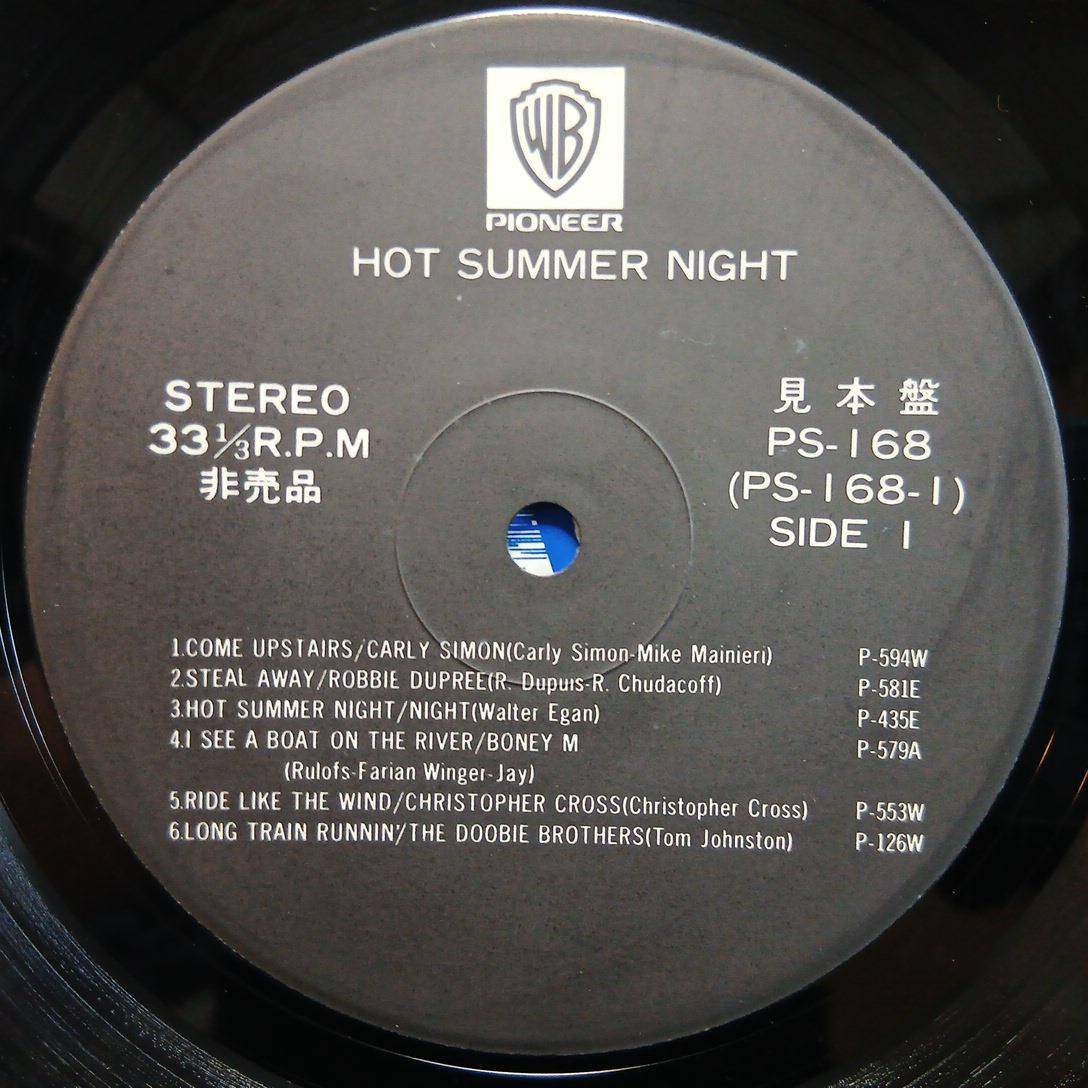 WB
PIONEER
HOT SUMMER NIGHT
STEREO
33⅓R.P.M
非売品
見本盤
PS-168
(PS-168-1)
SIDE 1
1.COME UPSTAIRS/CARLY SIMON(Carly Simon-Mike Mainieri) P-594W
2.STEAL AWAY/ROBBIE DUPREE(R. Dupuis-R. Chudacoff) P-581E
3.HOT SUMMER NIGHT/NIGHT(Walter Egan) P-435E
4.I SEE A BOAT ON THE RIVER/BONEY M P-579A
(Rulofs-Farian Winger-Jay)
5.RIDE LIKE THE WIND/CHRISTOPHER CROSS(Christopher Cross) P-553W
6.LONG TRAIN RUNNIN'/THE DOOBIE BROTHERS(Tom Johnston) P-126W